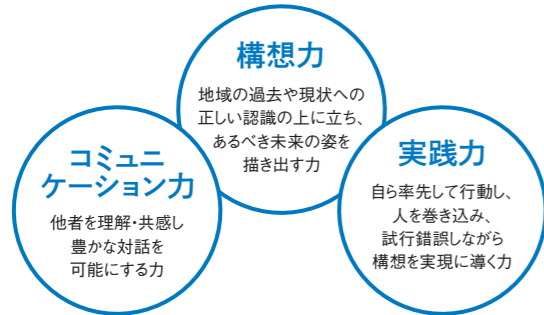 構想力
地域の過去や現状への
正しい認識の上に立ち、
あるべき未来の姿を
描き出す力
コミュニ
ケーション力
他者を理解・共感し
豊かな対話を
可能にする力
実践力
自ら率先して行動し、
人を巻き込み、
試行錯誤しながら
構想を実現に導く力